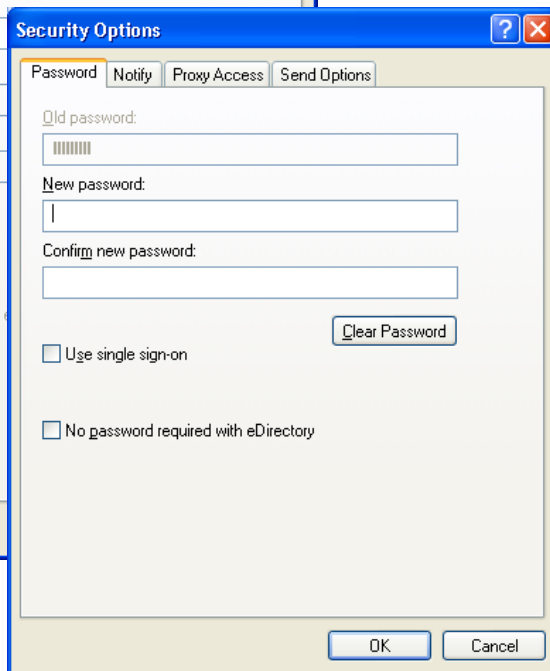 Security Options
Password Notify Proxy Access Send Options
Old password:
New password:
Confirm new password:
Clear Password
Use single sign-on
No password required with eDirectory
OK Cancel